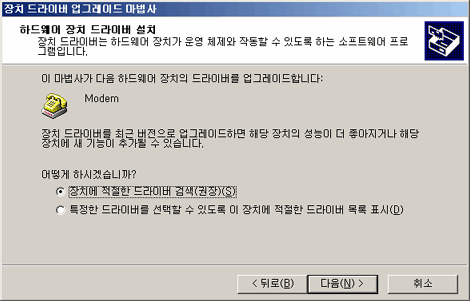 장치 드라이버 업그레이드 마법사
하드웨어 장치 드라이버 설치
장치 드라이버는 하드웨어 장치가 운영 체제와 작동할 수 있도록 하는 소프트웨어 프로
그램입니다.
이 마법사가 다음 하드웨어 장치의 드라이버를 업그레이드합니다:
Modem
장치 드라이버를 최근 버전으로 업그레이드하면 해당 장치의 성능이 더 좋아지거나 해당
장치에 새 기능이 추가될 수 있습니다.
어떻게 하시겠습니까?
장치에 적절한 드라이버 검색(권장)(S)
특정한 드라이버를 선택할 수 있도록 이 장치에 적절한 드라이버 목록 표시(D)
< 뒤로(B) 다음(N) > 취소